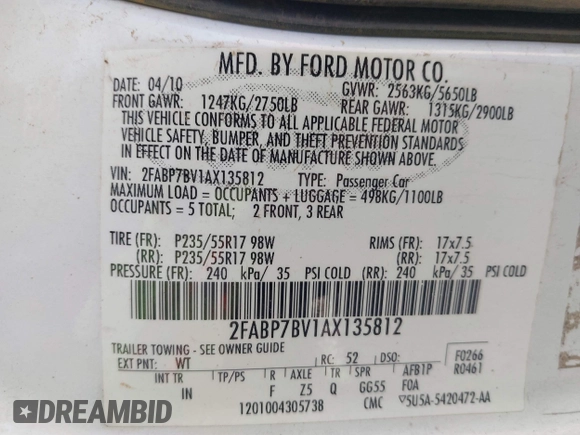 MFD. BY FORD MOTOR CO.
DATE: 04/10 GVWR: 2563KG/5650LB
FRONT GAWR: 1247KG/2750LB REAR GAWR: 1315KG/2900LB
THIS VEHICLE CONFORMS TO ALL APPLICABLE FEDERAL MOTOR
VEHICLE SAFETY, BUMPER, AND THEFT PREVENTION STANDARDS
IN EFFECT ON THE DATE OF MANUFACTURE SHOWN ABOVE.
VIN: 2FABP7BV1AX135812 TYPE: Passenger Car
MAXIMUM LOAD = OCCUPANTS + LUGGAGE = 498KG/1100LB
OCCUPANTS = 5 TOTAL; 2 FRONT, 3 REAR
TIRE (FR): P235/55R17 98W RIMS (FR): 17x7.5
(RR): P235/55R17 98W (RR): 17x7.5
PRESSURE (FR): 240 kPa/ 35 PSI COLD (RR): 240 kPa/ 35 PSI COLD
2FABP7BV1AX135812
TRAILER TOWING - SEE OWNER GUIDE
EXT PNT: WT RC: 52 DSO: F0266
R0461
INT TR TP/PS R AXLE TR SPR AFB1P
IN F Z5 Q GG55 FOA
1201004305738 CMC ▽5U5A-5420472-AA
RIDESAFELY.COM